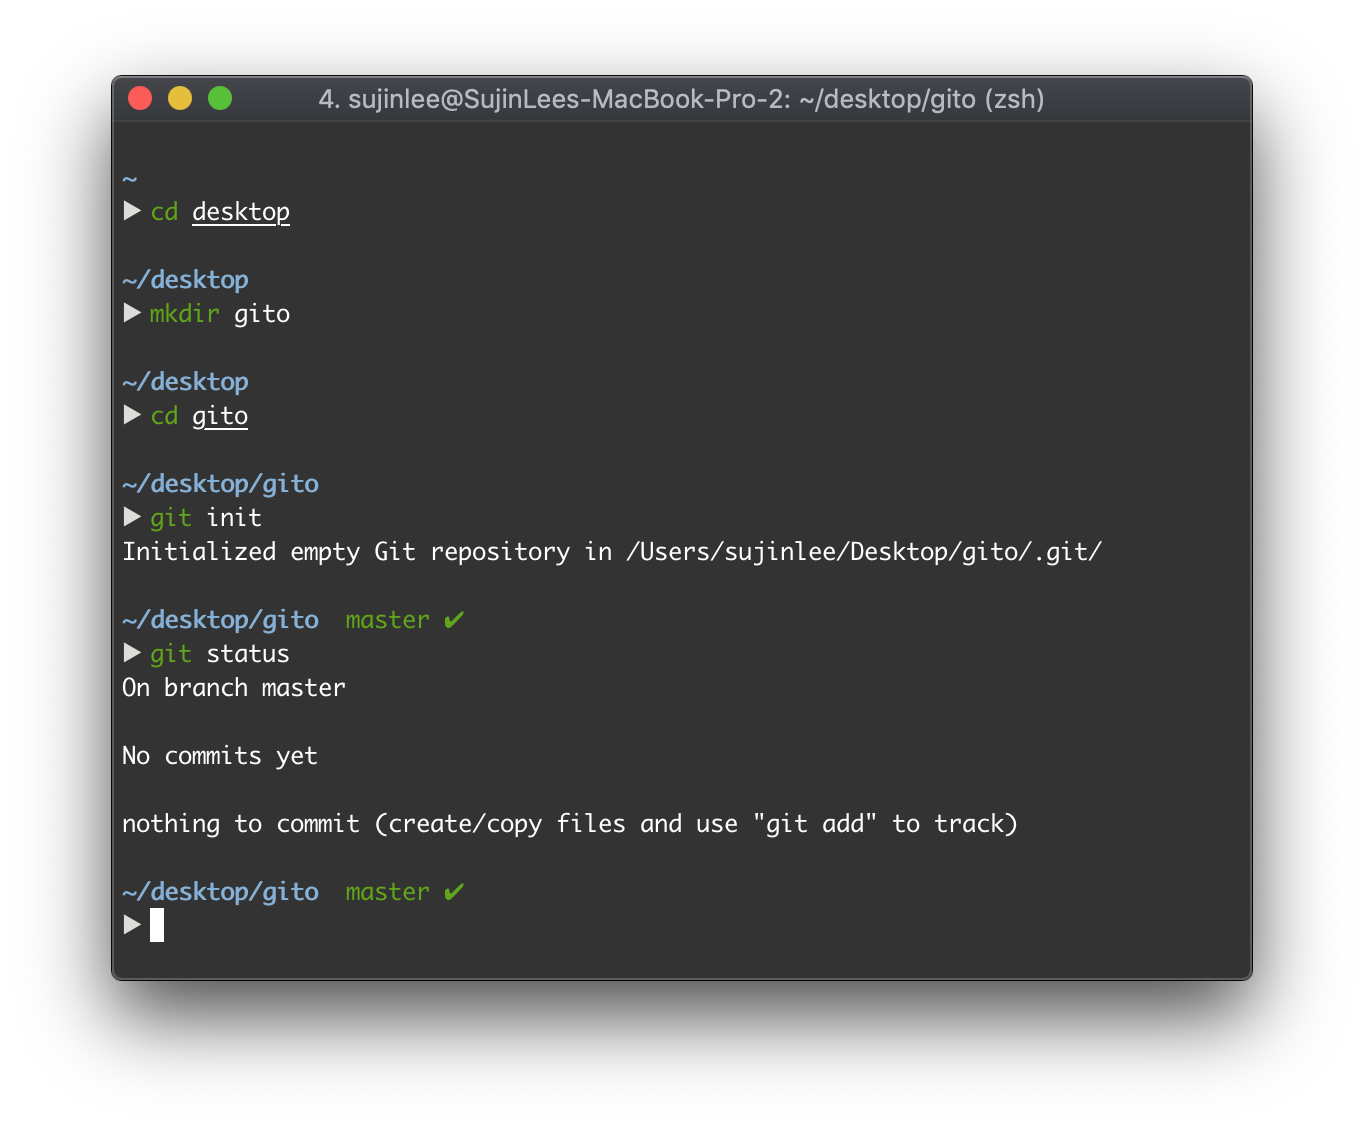 4. sujinlee@SujinLees-MacBook-Pro-2: ~/desktop/gito (zsh)
~
▶ cd desktop
~/desktop
▶ mkdir gito
~/desktop
▶ cd gito
~/desktop/gito
▶ git init
Initialized empty Git repository in /Users/sujinlee/Desktop/gito/.git/
~/desktop/gito  master ✔
▶ git status
On branch master
No commits yet
nothing to commit (create/copy files and use "git add" to track)
~/desktop/gito  master ✔
▶